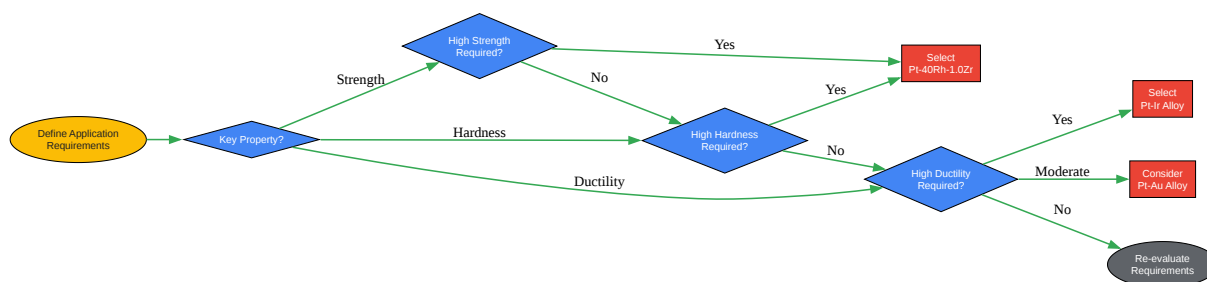 High Strength
Required?
Yes
Select
Pt-40Rh-1.0Zr
Strength
No
Yes
Select
Pt-Ir Alloy
Define Application
Requirements
Key Property?
Hardness
High Hardness
Required?
Yes
No
Ductility
High Ductility
Required?
Moderate
Consider
Pt-Au Alloy
No
Re-evaluate
Requirements